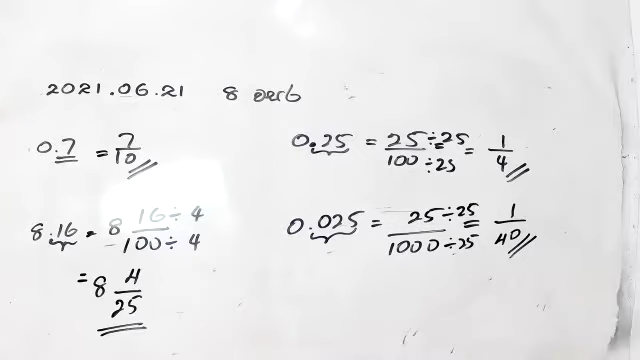 2021.06.21 8
0.7 = 7/10
0.25 = 25÷25/100÷25 = 1/4
8.16 = 8 16÷4/100÷4
= 8 4/25
0.025 = 25÷25/1000÷25 = 1/40